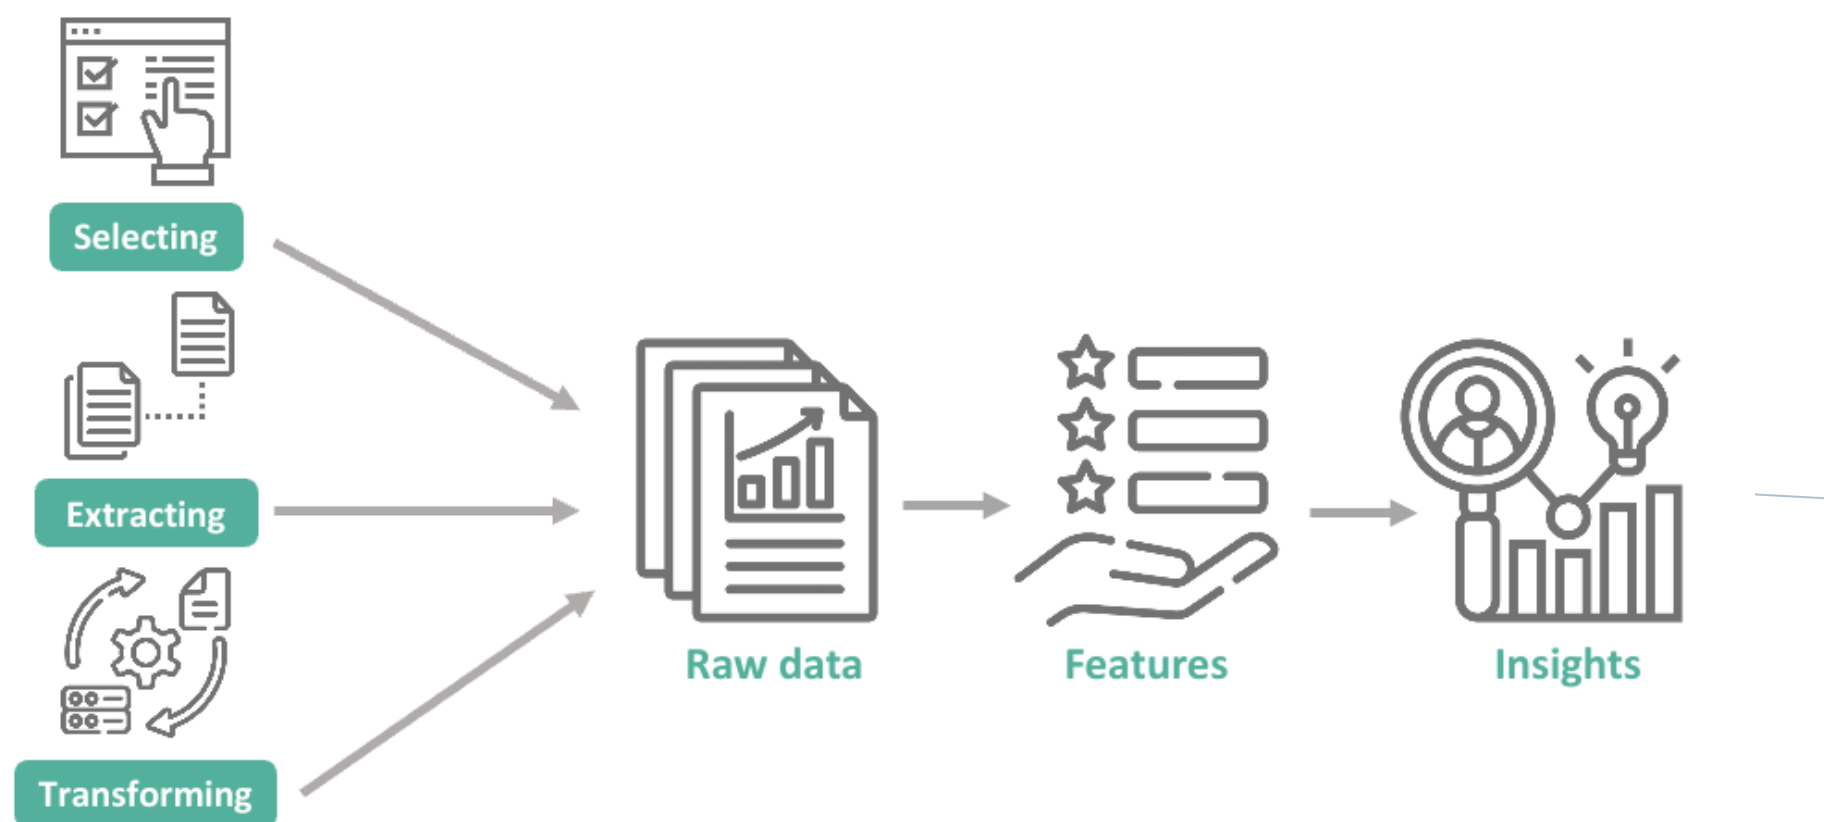 Selecting
Extracting
Transforming
Raw data
Features
Insights